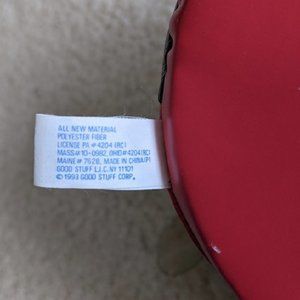 ALL NEW MATERIAL
POLYESTER FIBER
LICENSE PA #4204 (RC)
MASS#10-0982, OHIO#4204(RC)
MAINE# 7628, MADE IN CHINA(P)
GOOD STUFF L.I.C. NY 11101
©1993 GOOD STUFF CORP.